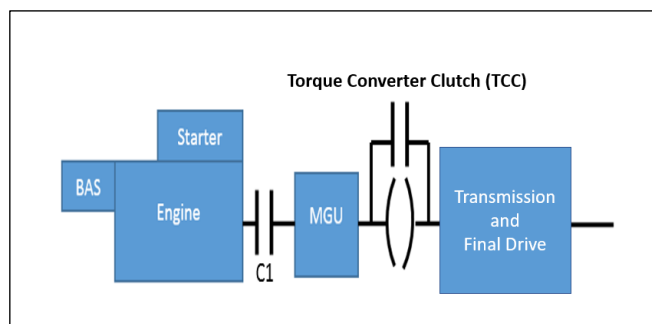 Torque Converter Clutch (TCC)
Starter
BAS
Engine
C1
MGU
Transmission
and
Final Drive